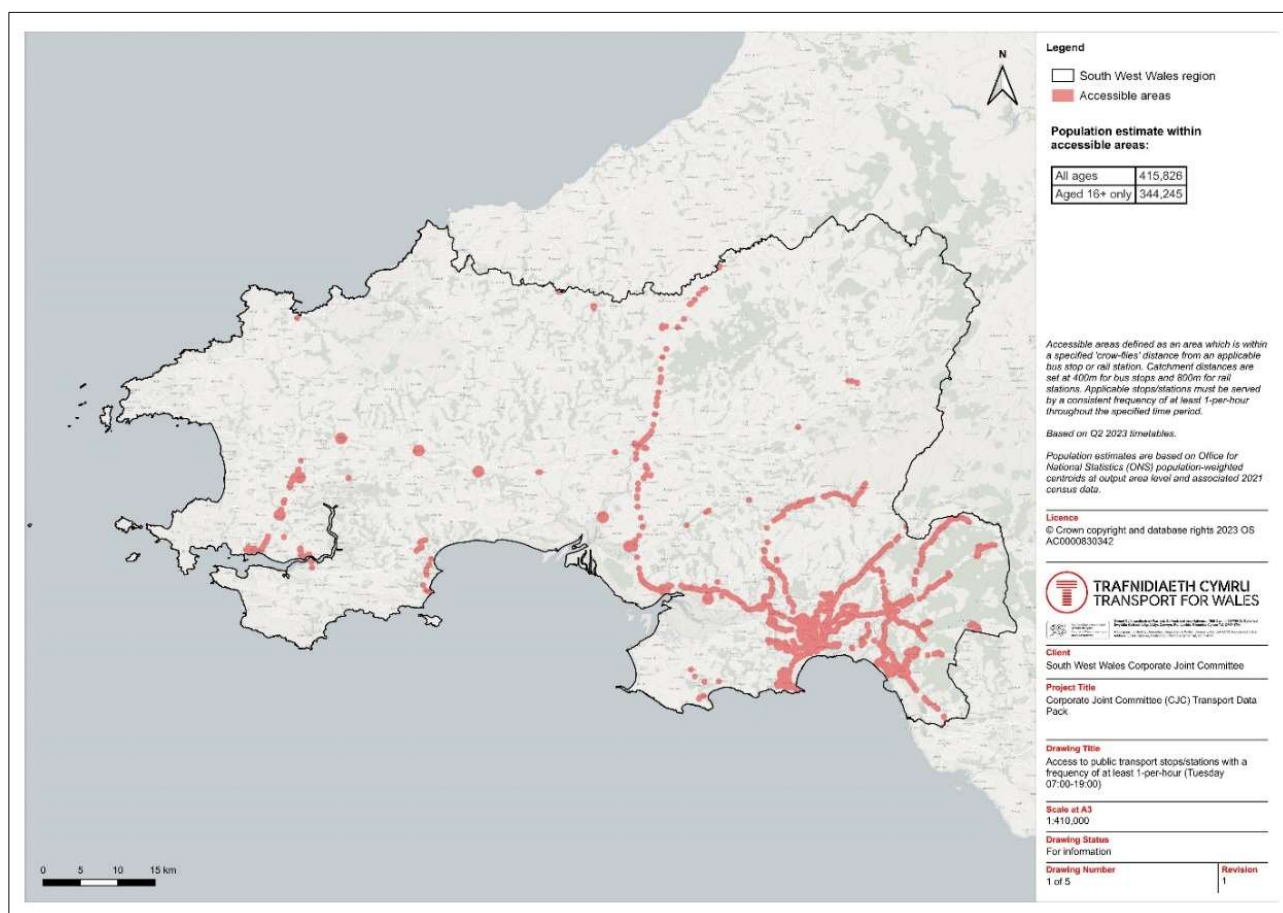 N
Legend
South West Wales region
Accessible areas
Population estimate within
accessible areas:
All ages 415,826
Aged 16+ only 344,245
Accessible areas defined as an area which is within
a specified 'crow-flies' distance from an applicable
bus stop or rail station. Catchment distances are
set at 400m for bus stops and 800m for rail
stations. Applicable stops/stations must be served
by a consistent frequency of at least 1-per-hour
throughout the specified time period.
Based on Q2 2023 timetables.
Population estimates are based on Office for
National Statistics (ONS) population-weighted
centroids at output area level and associated 2021
census data.
Licence
© Crown copyright and database rights 2023 OS
AC0000830342
TRAFNIDIAETH CYMRU
TRANSPORT FOR WALES
Client
South West Wales Corporate Joint Committee
Project Title
Corporate Joint Committee (CJC) Transport Data
Pack
Drawing Title
Access to public transport stops/stations with a
frequency of at least 1-per-hour (Tuesday
07:00-19:00)
Scale at A3
1:410,000
Drawing Status
For information
Drawing Number Revision
1 of 5 1
0 5 10 15 km